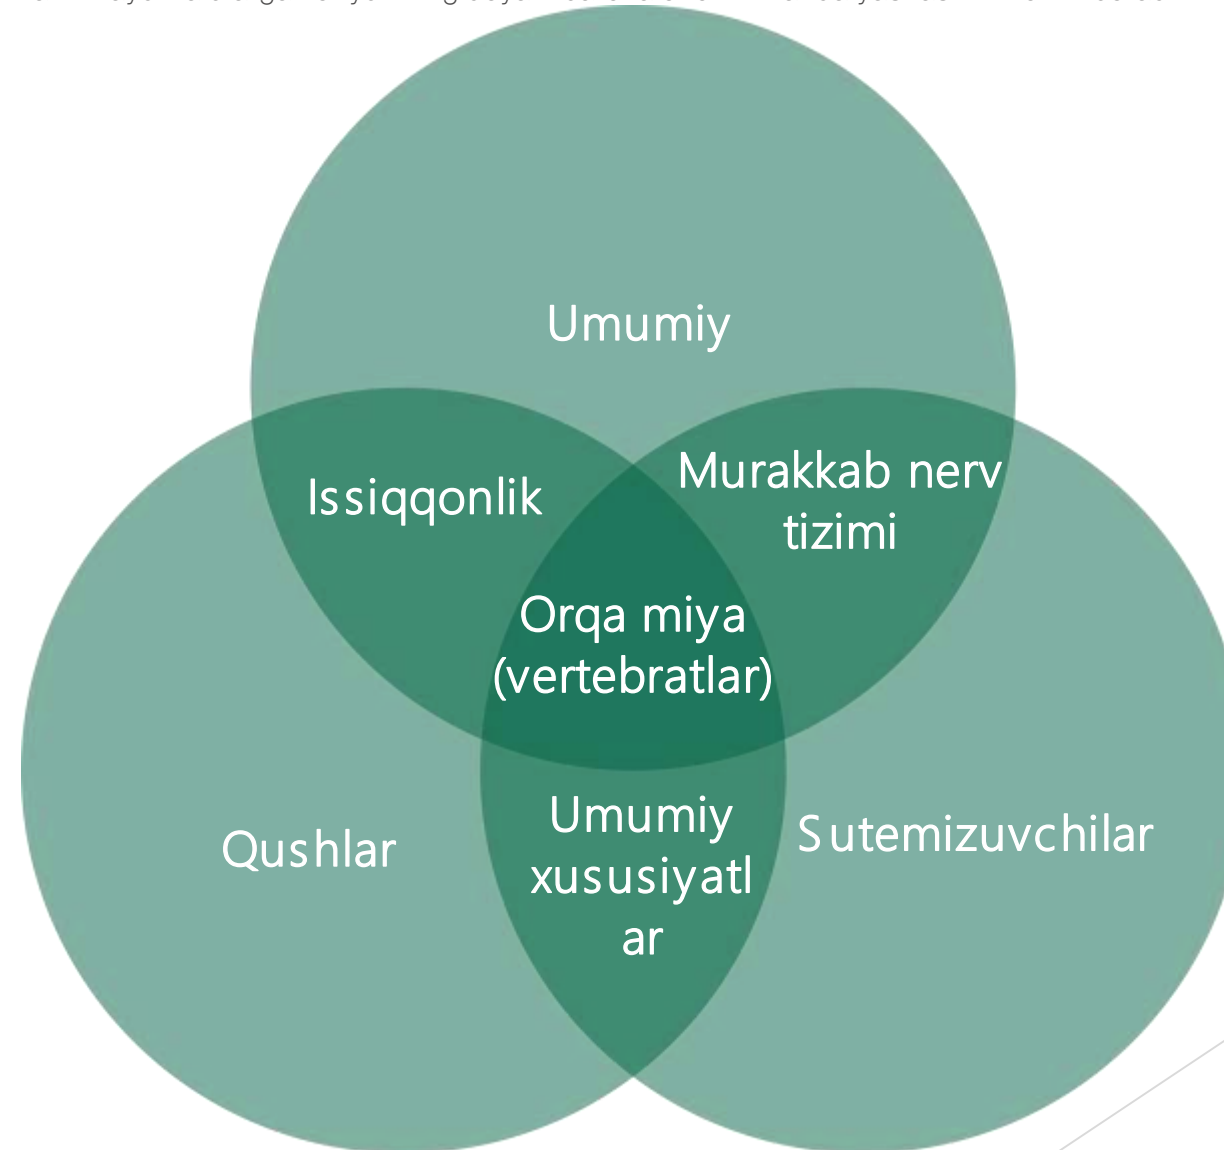 Umumiy
Issiqqonlik
Murakkab nerv
tizimi
Orqa miya
(vertebratlar)
Qushlar
Umumiy
xususiyatl
ar
Sutemizuvchilar